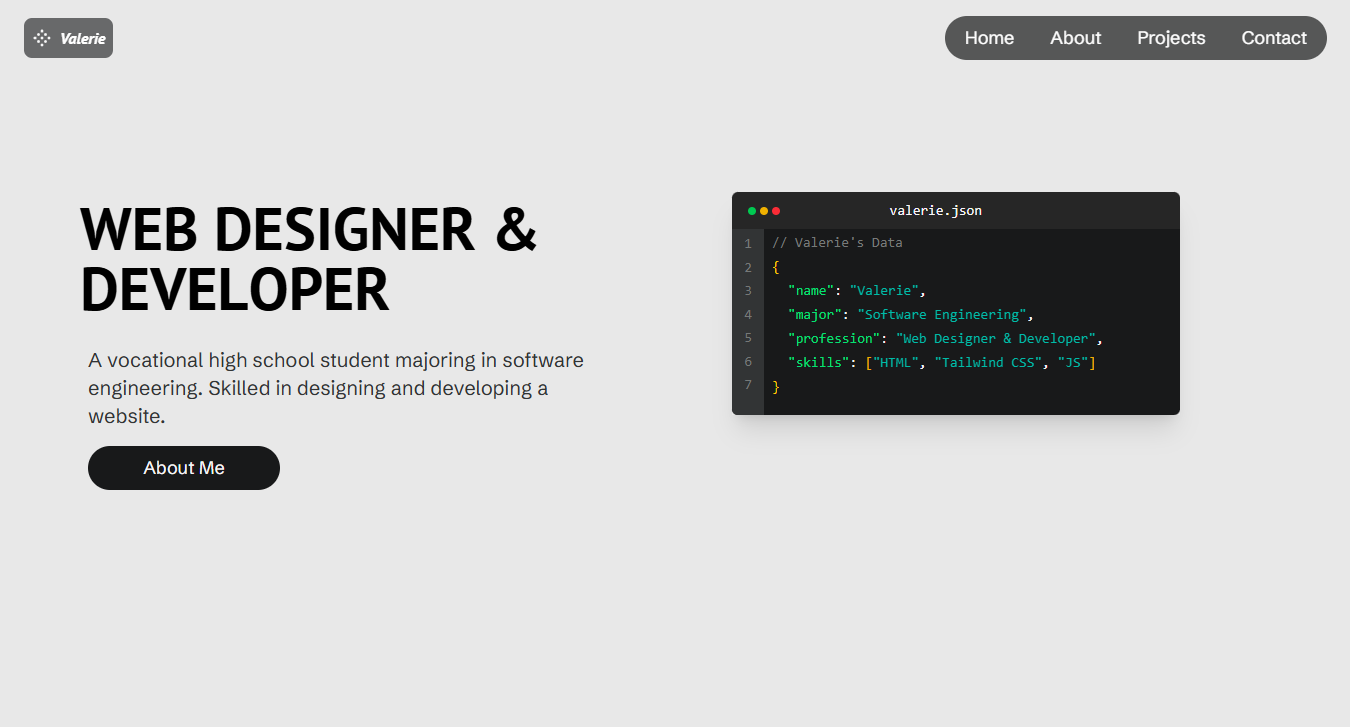 Valerie
Home About Projects Contact
WEB DESIGNER &
DEVELOPER
A vocational high school student majoring in software
engineering. Skilled in designing and developing a
website.
About Me
valerie.json
1 // Valerie's Data
2 {
3 "name": "Valerie",
4 "major": "Software Engineering",
5 "profession": "Web Designer & Developer",
6 "skills": ["HTML", "Tailwind CSS", "JS"]
7 }